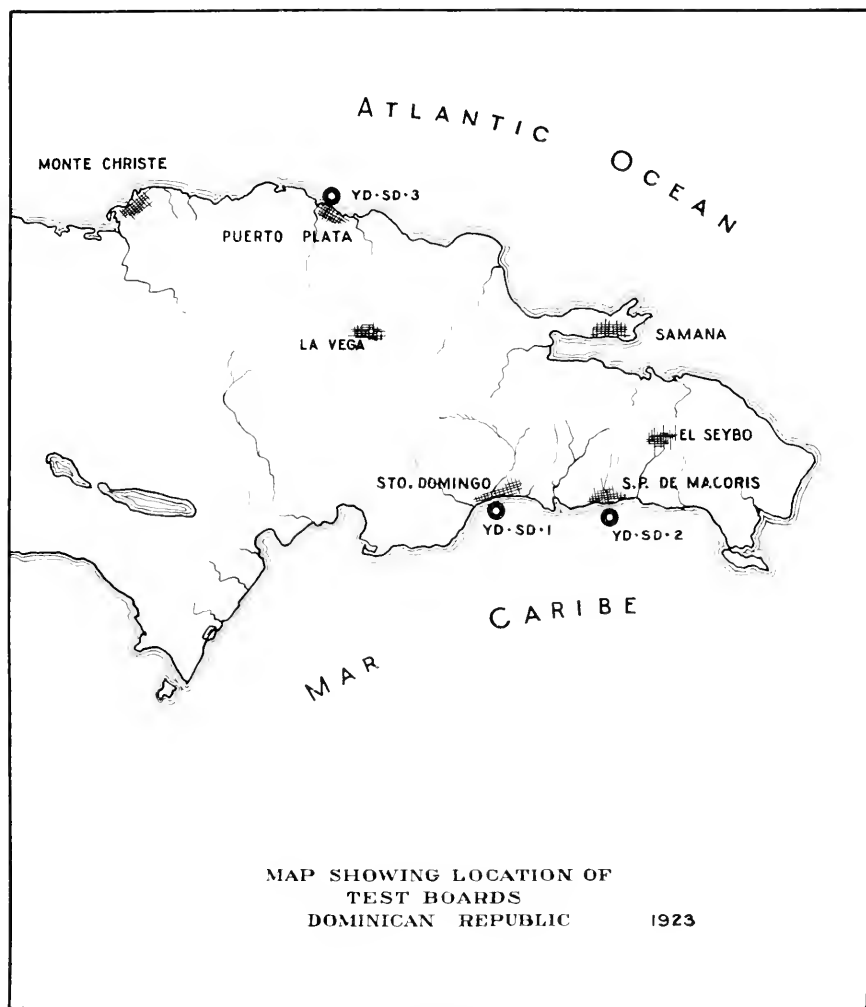 ATLANTIC OCEAN
MONTE CHRISTE
YD·SD·3
PUERTO PLATA
LA VEGA
SAMANA
EL SEYBO
STO. DOMINGO
S.P. DE MACORIS
YD·SD·1
YD·SD·2
MAR CARIBE
MAP SHOWING LOCATION OF
TEST BOARDS
DOMINICAN REPUBLIC 1923